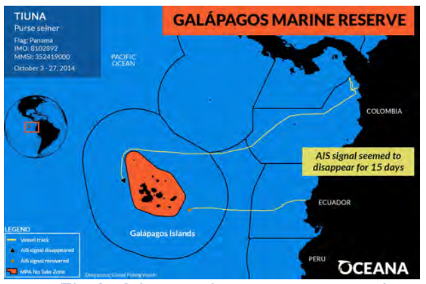 TIUNA
Purse seiner
Flag: Panama
IMO: 8102892
MMSI: 352419000
October 3 - 27, 2014
GALÁPAGOS MARINE RESERVE
PACIFIC
OCEAN
COLOMBIA
AIS signal seemed to
disappear for 15 days
ECUADOR
Galápagos Islands
PERU
LEGEND
Vessel track
AIS signal disappeared
AIS signal recovered
MPA No Take Zone
OCEANA